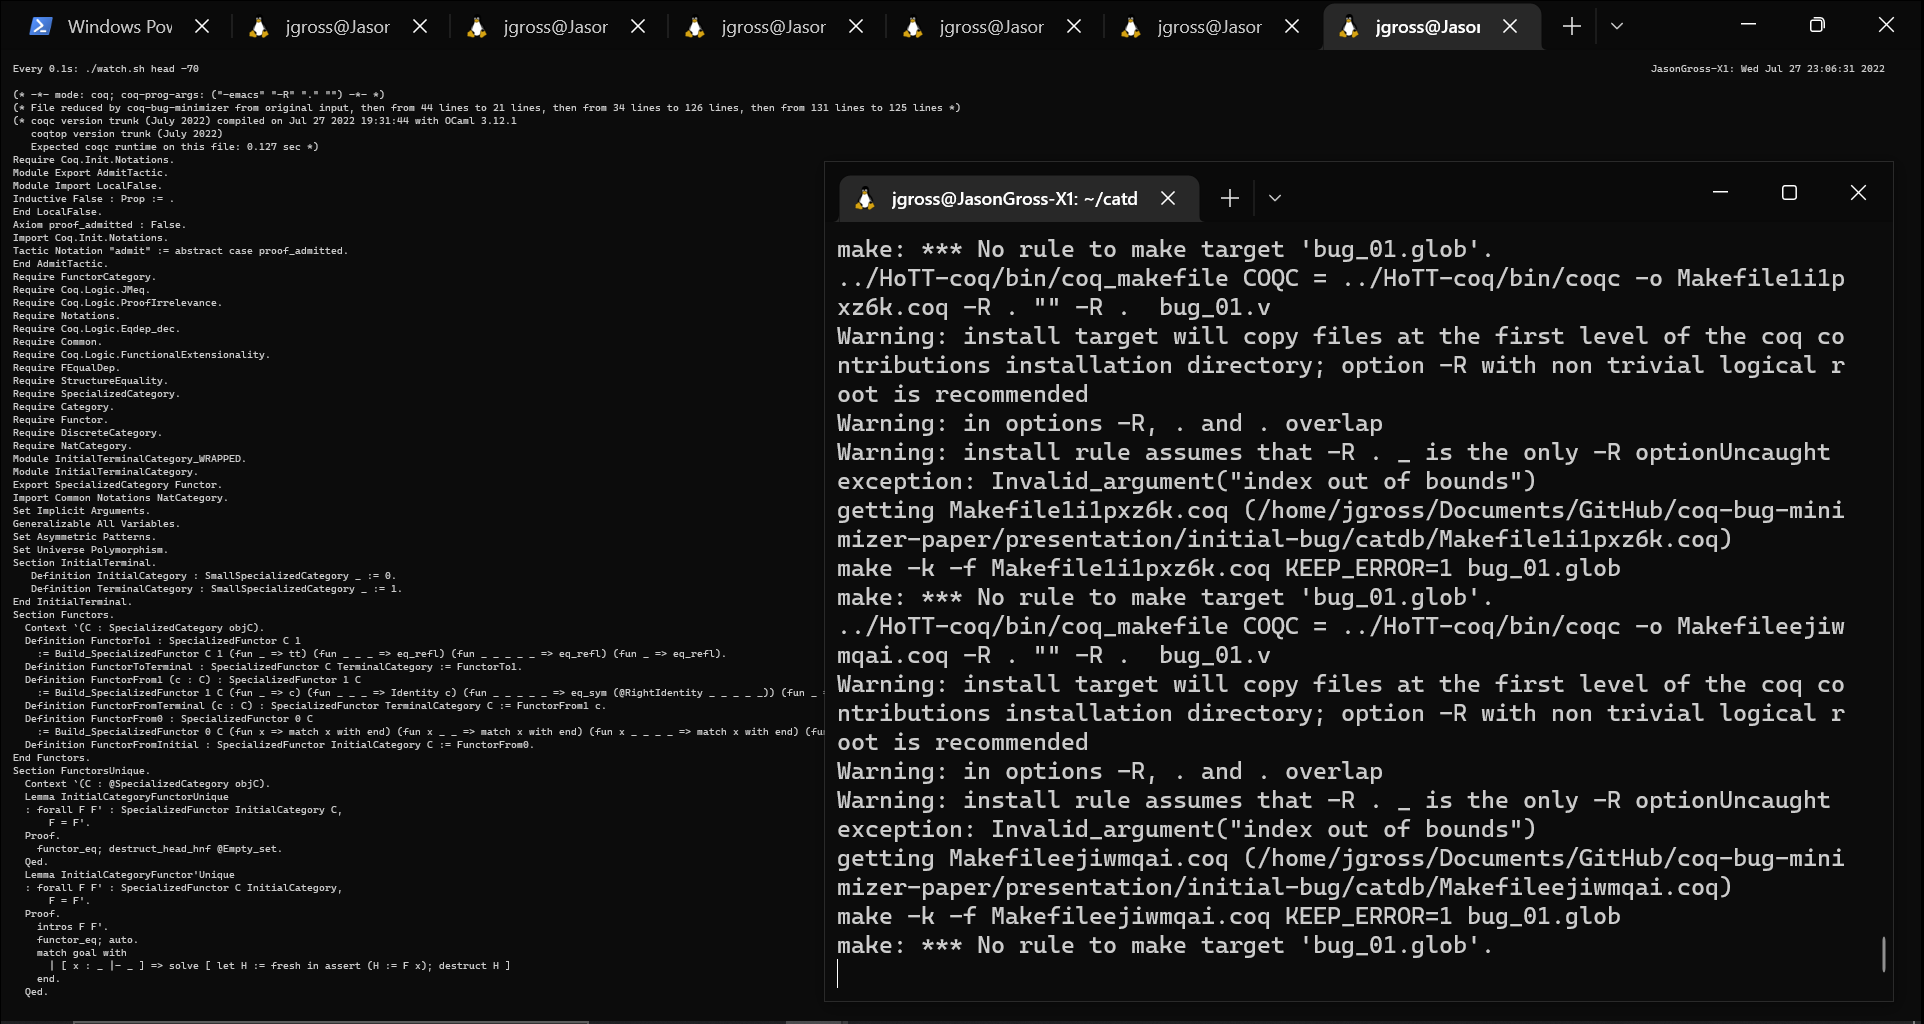 Windows Pov
jgross@Jasor
jgross@Jasor
jgross@Jasor
jgross@Jasor
jgross@Jasor
jgross@Jasor
Every 0.1s: ./watch.sh head -70
JasonGross-X1: Wed Jul 27 23:06:31 2022
(* -*- mode: coq; coq-prog-args: ("-emacs" "-R" "." "") -*- *)
(* File reduced by coq-bug-minimizer from original input, then from 44 lines to 21 lines, then from 34 lines to 126 lines, then from 131 lines to 125 lines *)
(* coqc version trunk (July 2022) compiled on Jul 27 2022 19:31:44 with OCaml 3.12.1
   coqtop version trunk (July 2022)
   Expected coqc runtime on this file: 0.127 sec *)
Require Coq.Init.Notations.
Module Export AdmitTactic.
Module Import LocalFalse.
Inductive False : Prop := .
End LocalFalse.
Axiom proof_admitted : False.
Import Coq.Init.Notations.
Tactic Notation "admit" := abstract case proof_admitted.
End AdmitTactic.
Require FunctorCategory.
Require Coq.Logic.JMeq.
Require Coq.Logic.ProofIrrelevance.
Require Notations.
Require Coq.Logic.Eqdep_dec.
Require Common.
Require Coq.Logic.FunctionalExtensionality.
Require FEqualDep.
Require StructureEquality.
Require SpecializedCategory.
Require Category.
Require Functor.
Require DiscreteCategory.
Require NatCategory.
Module InitialTerminalCategory_WRAPPED.
Module InitialTerminalCategory.
Export SpecializedCategory Functor.
Import Common Notations NatCategory.
Set Implicit Arguments.
Generalizable All Variables.
Set Asymmetric Patterns.
Set Universe Polymorphism.
Section InitialTerminal.
   Definition InitialCategory : SmallSpecializedCategory _ := 0.
   Definition TerminalCategory : SmallSpecializedCategory _ := 1.
End InitialTerminal.
Section Functors.
  Context `(C : SpecializedCategory objC).
  Definition FunctorTo1 : SpecializedFunctor C 1
    := Build_SpecializedFunctor C 1 (fun _ => tt) (fun _ _ _ => eq_refl) (fun _ _ _ _ _ => eq_refl) (fun _ => eq_refl).
  Definition FunctorToTerminal : SpecializedFunctor C TerminalCategory := FunctorTo1.
  Definition FunctorFrom1 (c : C) : SpecializedFunctor 1 C
    := Build_SpecializedFunctor 1 C (fun _ => c) (fun _ _ _ => Identity c) (fun _ _ _ _ _ => eq_sym (@RightIdentity _ _ _ _ _)) (fun _ =
  Definition FunctorFromTerminal (c : C) : SpecializedFunctor TerminalCategory C := FunctorFrom1 c.
  Definition FunctorFrom0 : SpecializedFunctor 0 C
    := Build_SpecializedFunctor 0 C (fun x => match x with end) (fun x _ _ => match x with end) (fun x _ _ _ _ => match x with end) (fu
  Definition FunctorFromInitial : SpecializedFunctor InitialCategory C := FunctorFrom0.
End Functors.
Section FunctorsUnique.
  Context `(C : @SpecializedCategory objC).
  Lemma InitialCategoryFunctorUnique
  : forall F F' : SpecializedFunctor InitialCategory C,
      F = F'.
  Proof.
    functor_eq; destruct_head_hnf @Empty_set.
  Qed.
  Lemma InitialCategoryFunctor'Unique
  : forall F F' : SpecializedFunctor C InitialCategory,
      F = F'.
  Proof.
    intros F F'.
    functor_eq; auto.
    match goal with
      | [ x : _ |- _ ] => solve [ let H := fresh in assert (H := F x); destruct H ]
    end.
  Qed.
jgross@JasonGross-X1: ~/catd
make: *** No rule to make target 'bug_01.glob'.
../HoTT-coq/bin/coq_makefile COQC = ../HoTT-coq/bin/coqc -o Makefile1i1p
xz6k.coq -R . "" -R .  bug_01.v
Warning: install target will copy files at the first level of the coq co
ntributions installation directory; option -R with non trivial logical r
oot is recommended
Warning: in options -R, . and . overlap
Warning: install rule assumes that -R . _ is the only -R optionUncaught
exception: Invalid_argument("index out of bounds")
getting Makefile1i1pxz6k.coq (/home/jgross/Documents/GitHub/coq-bug-mini
mizer-paper/presentation/initial-bug/catdb/Makefile1i1pxz6k.coq)
make -k -f Makefile1i1pxz6k.coq KEEP_ERROR=1 bug_01.glob
make: *** No rule to make target 'bug_01.glob'.
../HoTT-coq/bin/coq_makefile COQC = ../HoTT-coq/bin/coqc -o Makefileejiw
mqai.coq -R . "" -R .  bug_01.v
Warning: install target will copy files at the first level of the coq co
ntributions installation directory; option -R with non trivial logical r
oot is recommended
Warning: in options -R, . and . overlap
Warning: install rule assumes that -R . _ is the only -R optionUncaught
exception: Invalid_argument("index out of bounds")
getting Makefileejiwmqai.coq (/home/jgross/Documents/GitHub/coq-bug-mini
mizer-paper/presentation/initial-bug/catdb/Makefileejiwmqai.coq)
make -k -f Makefileejiwmqai.coq KEEP_ERROR=1 bug_01.glob
make: *** No rule to make target 'bug_01.glob'.